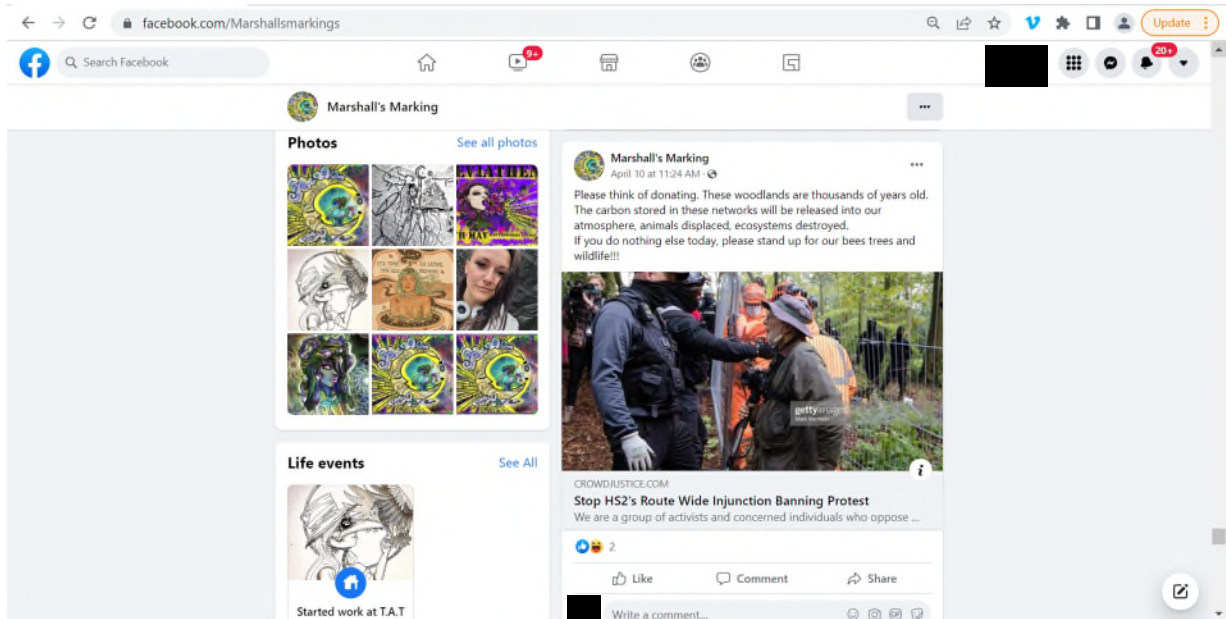 facebook.com/Marshallsmarkings
Update
Search Facebook
9+
20+
Marshall's Marking
Photos
See all photos
Life events
See All
Started work at T.A.T
Marshall's Marking
April 10 at 11:24 AM ·
Please think of donating. These woodlands are thousands of years old.
The carbon stored in these networks will be released into our
atmosphere, animals displaced, ecosystems destroyed.
If you do nothing else today, please stand up for our bees trees and
wildlife!!!
gettyimages
CROWDJUSTICE.COM
Stop HS2's Route Wide Injunction Banning Protest
We are a group of activists and concerned individuals who oppose ...
2
Like
Comment
Share
Write a comment...
GIF